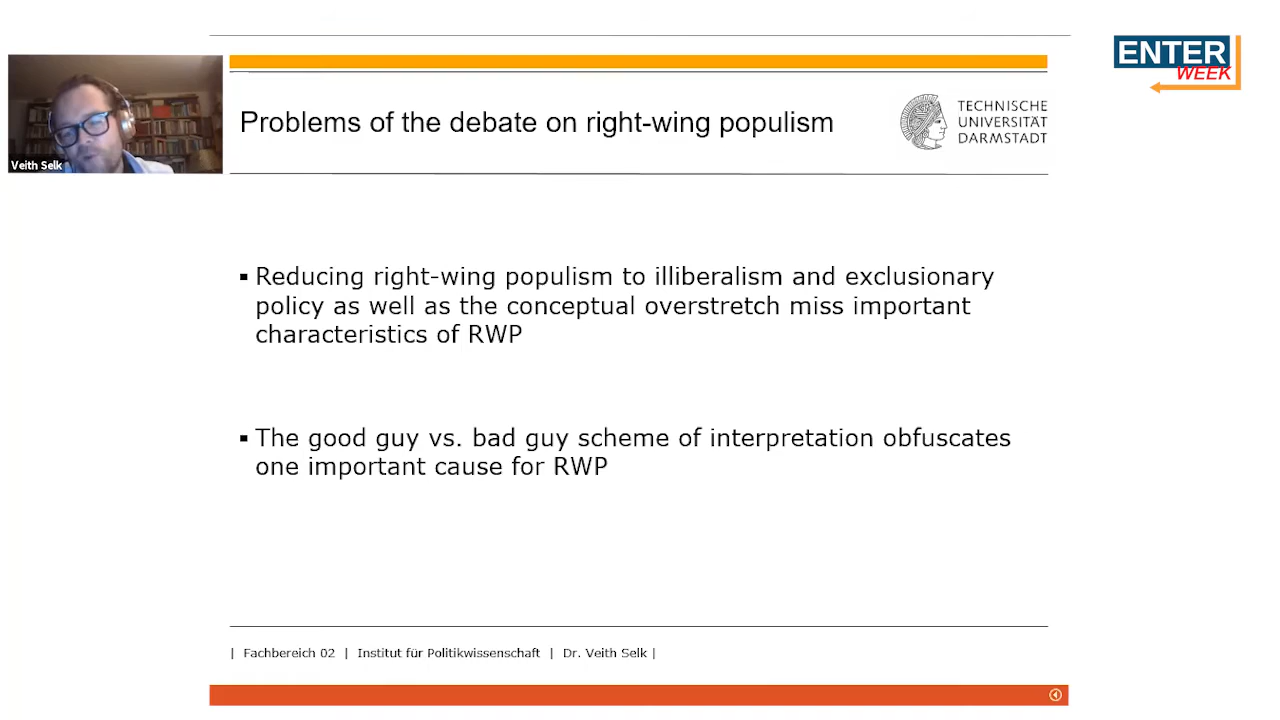 ENTER
WEEK
Veith Selk
Problems of the debate on right-wing populism
TECHNISCHE
UNIVERSITÄT
DARMSTADT
▪ Reducing right-wing populism to illiberalism and exclusionary
policy as well as the conceptual overstretch miss important
characteristics of RWP
▪ The good guy vs. bad guy scheme of interpretation obfuscates
one important cause for RWP
| Fachbereich 02 | Institut für Politikwissenschaft | Dr. Veith Selk |